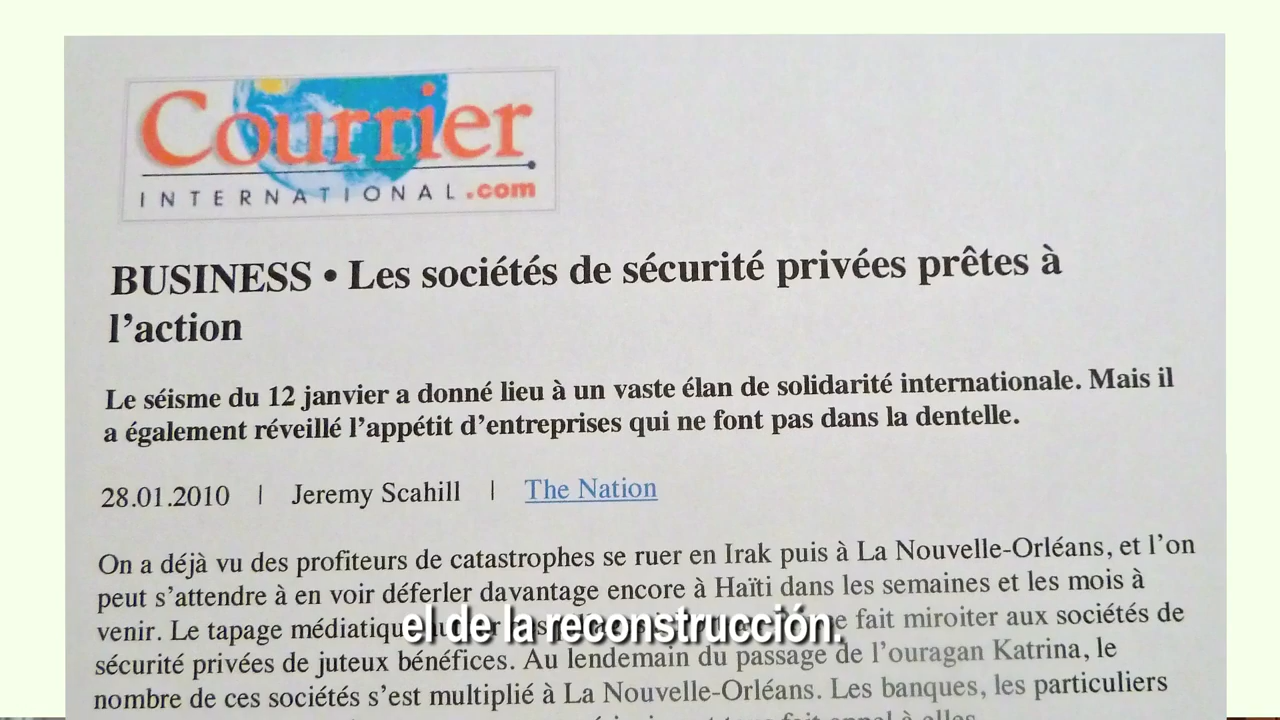 Courrier
INTERNATIONAL.com
BUSINESS • Les sociétés de sécurité privées prêtes à
l’action
Le séisme du 12 janvier a donné lieu à un vaste élan de solidarité internationale. Mais il
a également réveillé l’appétit d’entreprises qui ne font pas dans la dentelle.
28.01.2010 | Jeremy Scahill | The Nation
On a déjà vu des profiteurs de catastrophes se ruer en Irak puis à La Nouvelle-Orléans, et l’on
peut s’attendre à en voir déferler davantage encore à Haïti dans les semaines et les mois à
venir. Le tapage fait miroiter aux sociétés de
el de la reconstrucción.
sécurité privées de juteux bénéfices. Au lendemain du passage de l’ouragan Katrina, le
nombre de ces sociétés s’est multiplié à La Nouvelle-Orléans. Les banques, les particuliers